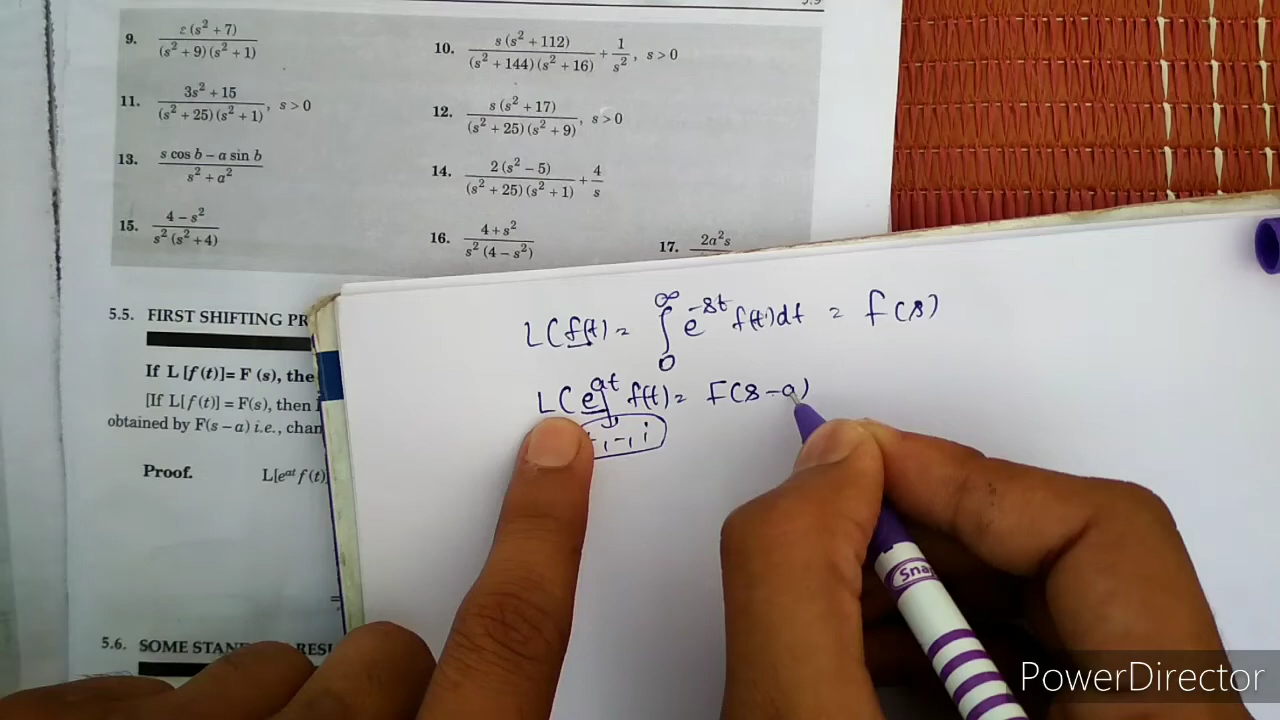 5.9
9. s(s² + 7) / (s² + 9)(s² + 1)
10. s(s² + 112) / (s² + 144)(s² + 16) + 1/s², s > 0
11. 3s² + 15 / (s² + 25)(s² + 1), s > 0
12. s(s² + 17) / (s² + 25)(s² + 9), s > 0
13. s cos b – a sin b / s² + a²
14. 2(s² – 5) / (s² + 25)(s² + 1) + 4/s
15. 4 – s² / s²(s² + 4)
16. 4 + s² / s²(4 – s²)
17. 2a²s
5.5. FIRST SHIFTING PR
If L [f (t)] = F (s), the
[If L[f(t)] = F(s), then
obtained by F(s – a) i.e., chan
Proof. L[eᵃᵗ f (t)]
=
5.6. SOME STAN RES
L(f(t) = ∫₀^∞ e^-st f(t)dt = f(s)
L(e^at f(t) = F(s-a)
, -, i
Sna
PowerDirector